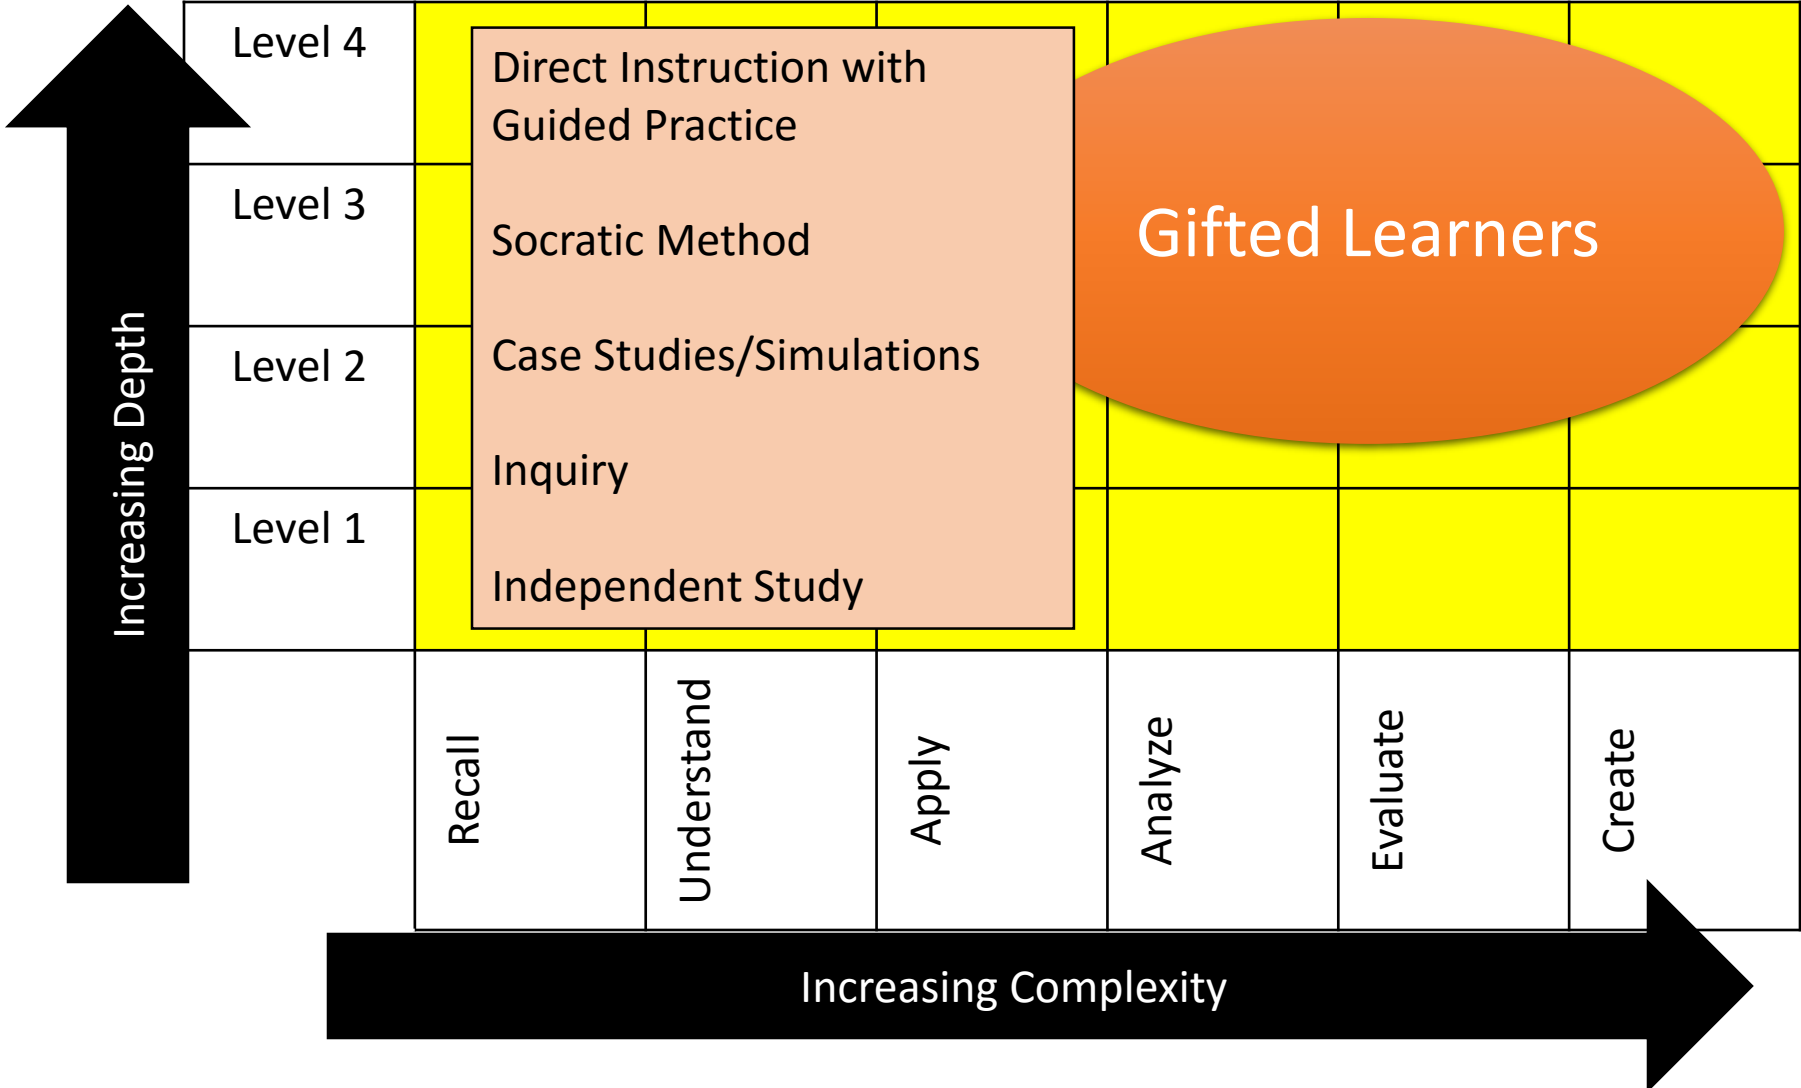 Level 4
Direct Instruction with
Guided Practice
Level 3
Socratic Method
Gifted Learners
Level 2
Case Studies/Simulations
Inquiry
Level 1
Independent Study
Increasing Depth
Recall
Understand
Apply
Analyze
Evaluate
Create
Increasing Complexity